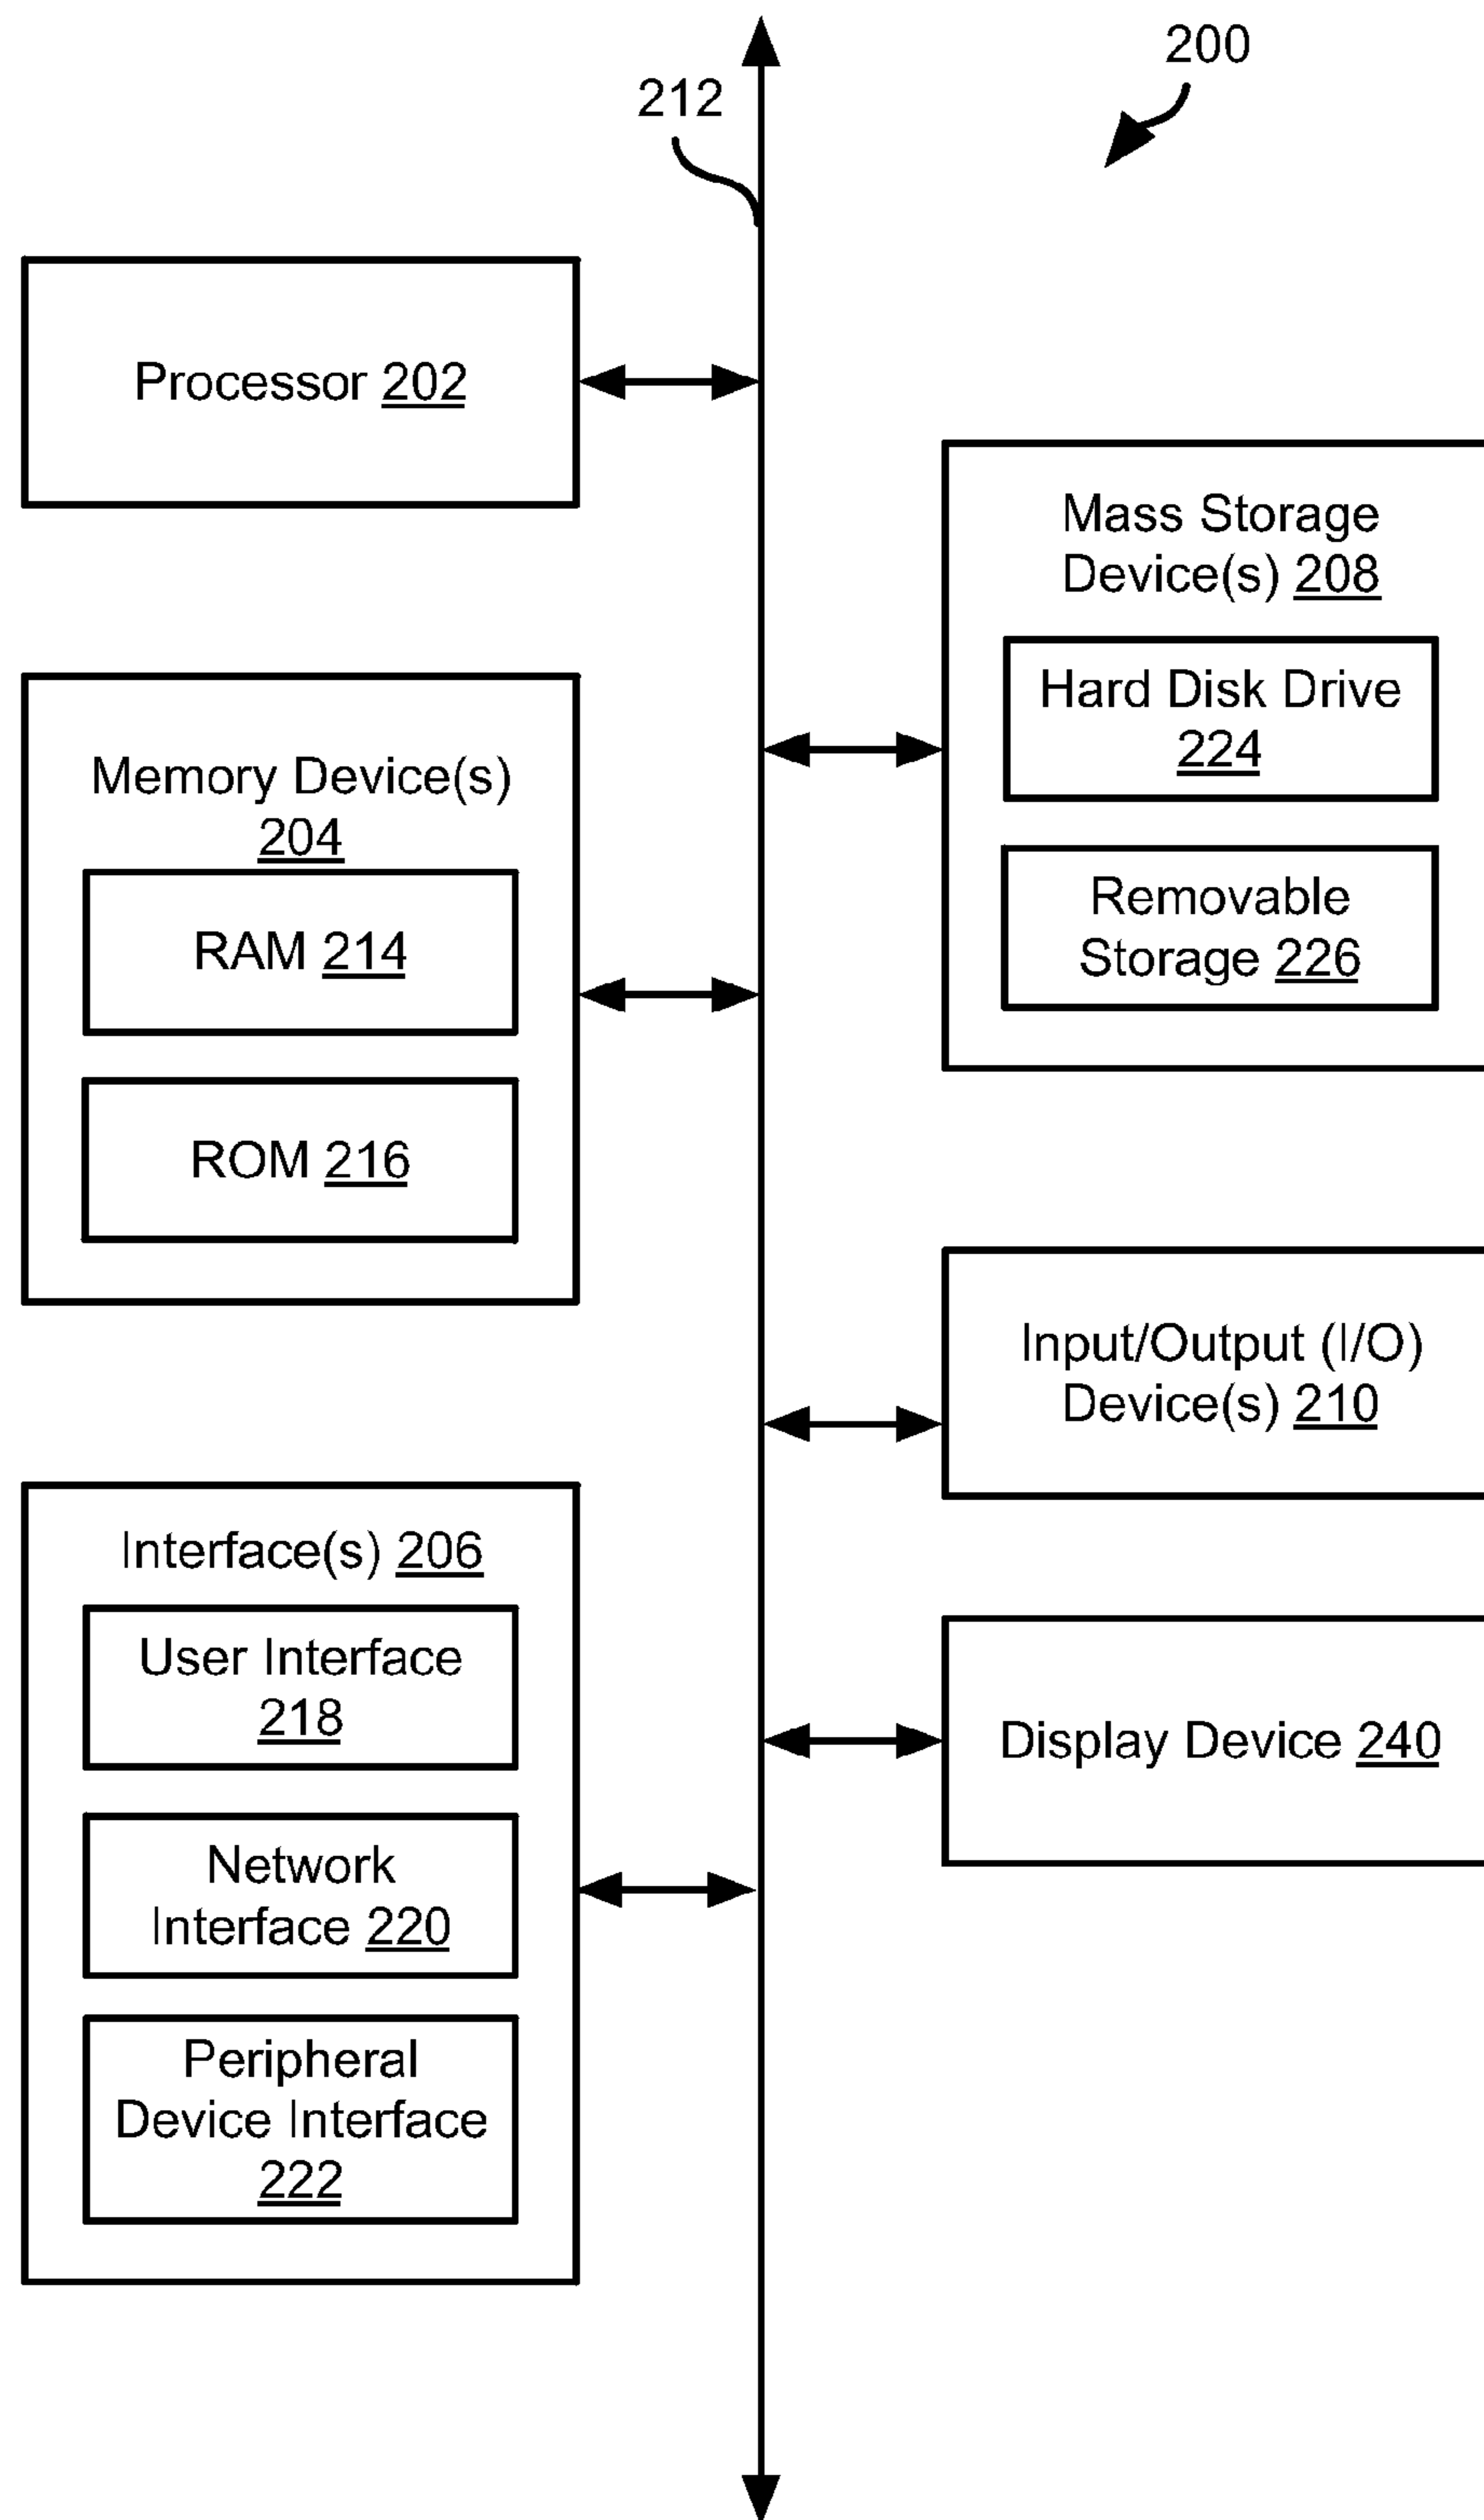 200
212
Processor 202
Mass Storage
Device(s) 208
Hard Disk Drive
224
Removable
Storage 226
Memory Device(s)
204
RAM 214
ROM 216
Input/Output (I/O)
Device(s) 210
Interface(s) 206
User Interface
218
Network
Interface 220
Peripheral
Device Interface
222
Display Device 240